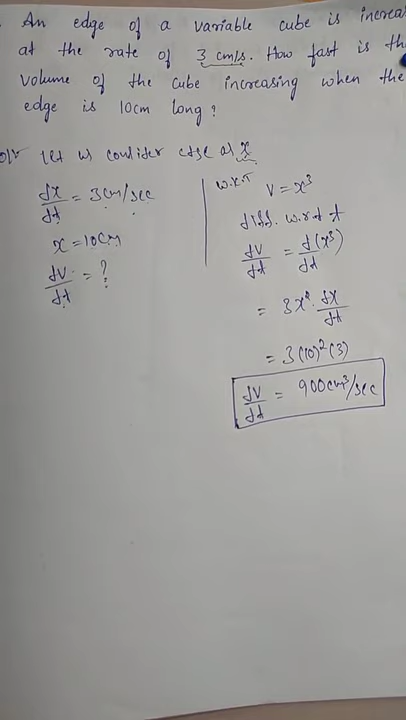 An edge of a variable cube is increas
at the rate of 3 cm/s. How fast is th
volume of the cube increasing when the
edge is 10cm long?
Let us consider edge as x
dx/dt = 3cm/sec
x = 10cm
dV/dt = ?
w.k.t V = x³
diff. w.r.t t
dV/dt = d(x³)/dt
= 3x². dx/dt
= 3(10)²(3)
dV/dt = 900cm³/sec